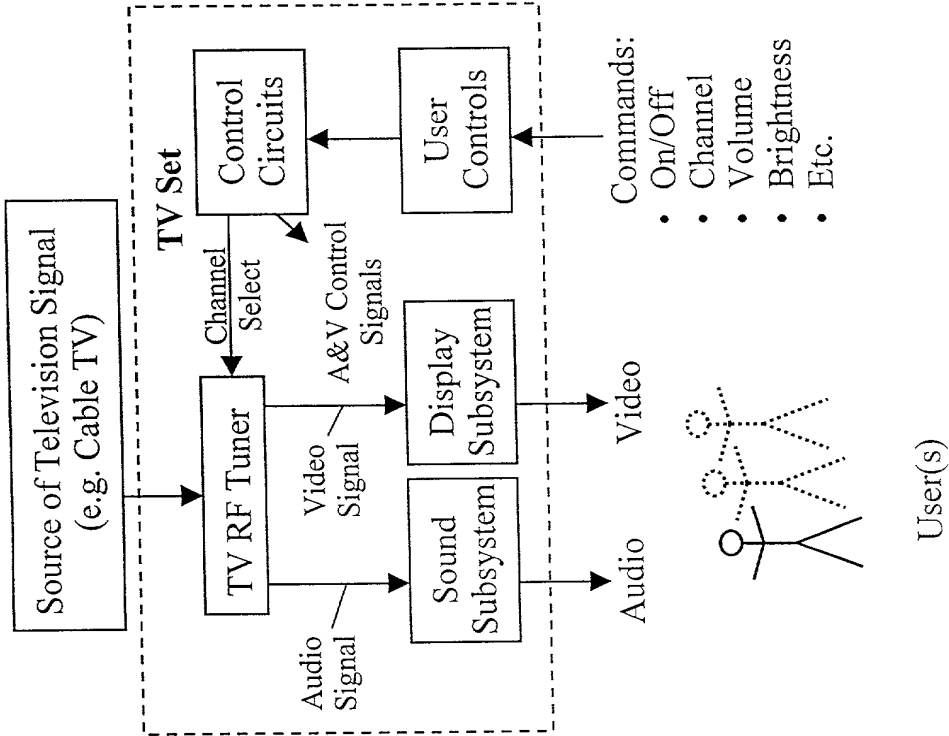 Source of Television Signal
(e.g. Cable TV)
TV Set
TV RF Tuner
Channel
Select
Control
Circuits
Audio
Signal
Video
Signal
A&V Control
Signals
Sound
Subsystem
Display
Subsystem
User
Controls
Audio
Video
Commands:
• On/Off
• Channel
• Volume
• Brightness
• Etc.
User(s)